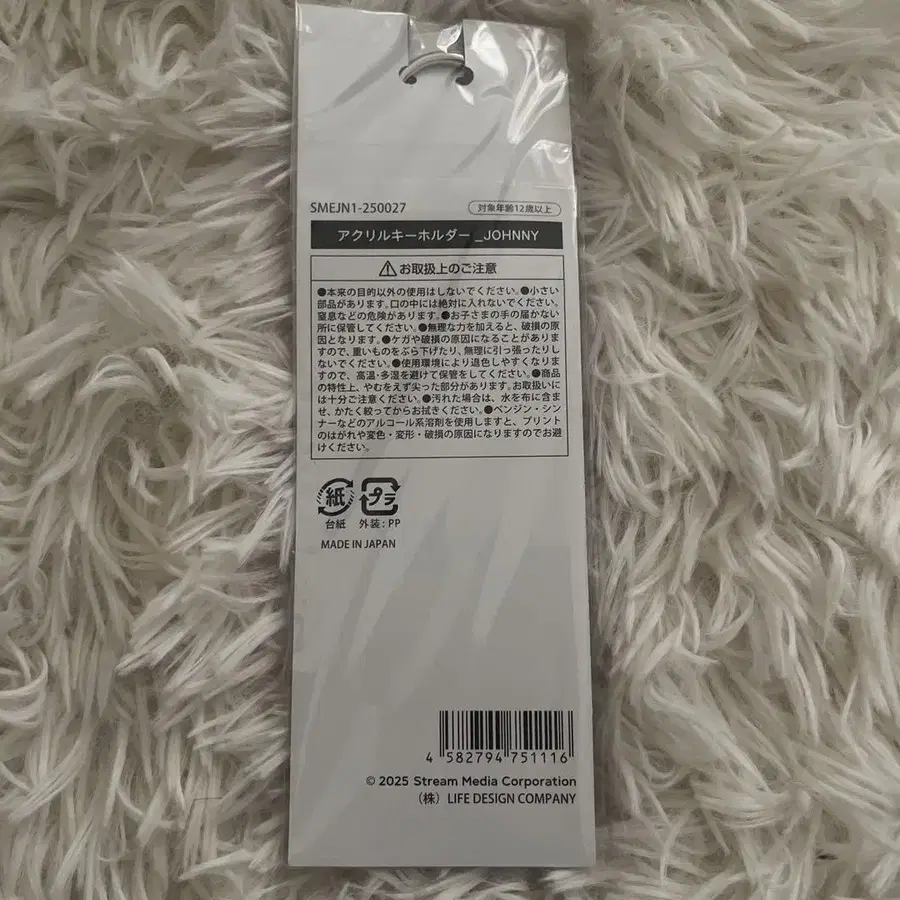 SMEJN1-250027
対象年齢12歳以上
アクリルキーホルダー_JOHNNY
お取扱上のご注意
●本来の目的以外の使用はしないでください。●小さい
部品があります。口の中には絶対に入れないでください。
窒息などの危険があります。●お子さまの手の届かない
所に保管してください。●無理な力を加えると、破損の原
因となります。●ケガや破損の原因になることがありま
すので、重いものをぶら下げたり、無理に引っ張ったりし
ないでください。●使用環境により退色しやすくなりま
すので、高温・多湿を避けて保管をしてください。●商品
の特性上、やむをえず尖った部分があります。お取扱いに
は十分ご注意ください。●汚れた場合は、水を布に含ま
せ、かたく絞ってからお拭きください。●ベンジン・シン
ナーなどのアルコール系溶剤を使用しますと、プリント
のはがれや変色・変形・破損の原因になりますのでお避
けください。
紙 プラ
台紙 外装:PP
MADE IN JAPAN
4 582794 751116
© 2025 Stream Media Corporation
(株) LIFE DESIGN COMPANY